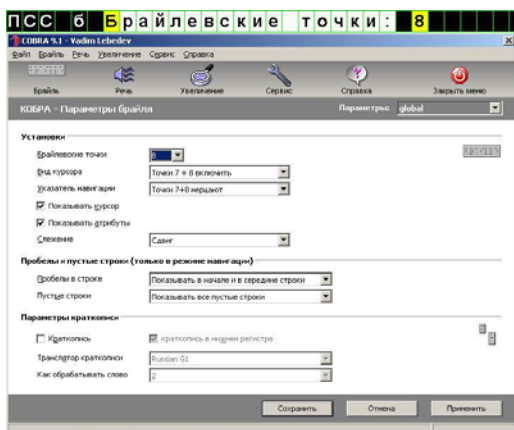 ПСС б Брайлевские точки: 8
COBRA 9.1 - Vadim Lebedev
Файл Брайль Речь Увеличение Сервис Справка
Брайль Речь Увеличение Сервис Справка Закрыть меню
КОБРА - Параметры брайля Параметры: global
Установки
Брайлевские точки 8
Вид курсора Точки 7 + 8 включить
Указатель навигации Точки 7+8 мерцают
Показывать курсор
Показывать атрибуты
Слежение Сдвиг
Пробелы и пустые строки (только в режиме навигации)
Пробелы в строке Показывать в начале и в середине строки
Пустые строки Показывать все пустые строки
Параметры краткописи
Краткопись краткопись в нижнем регистре
Транслятор краткописи Russian G1
Как обрабатывать слово 2
Сохранить Отмена Применить